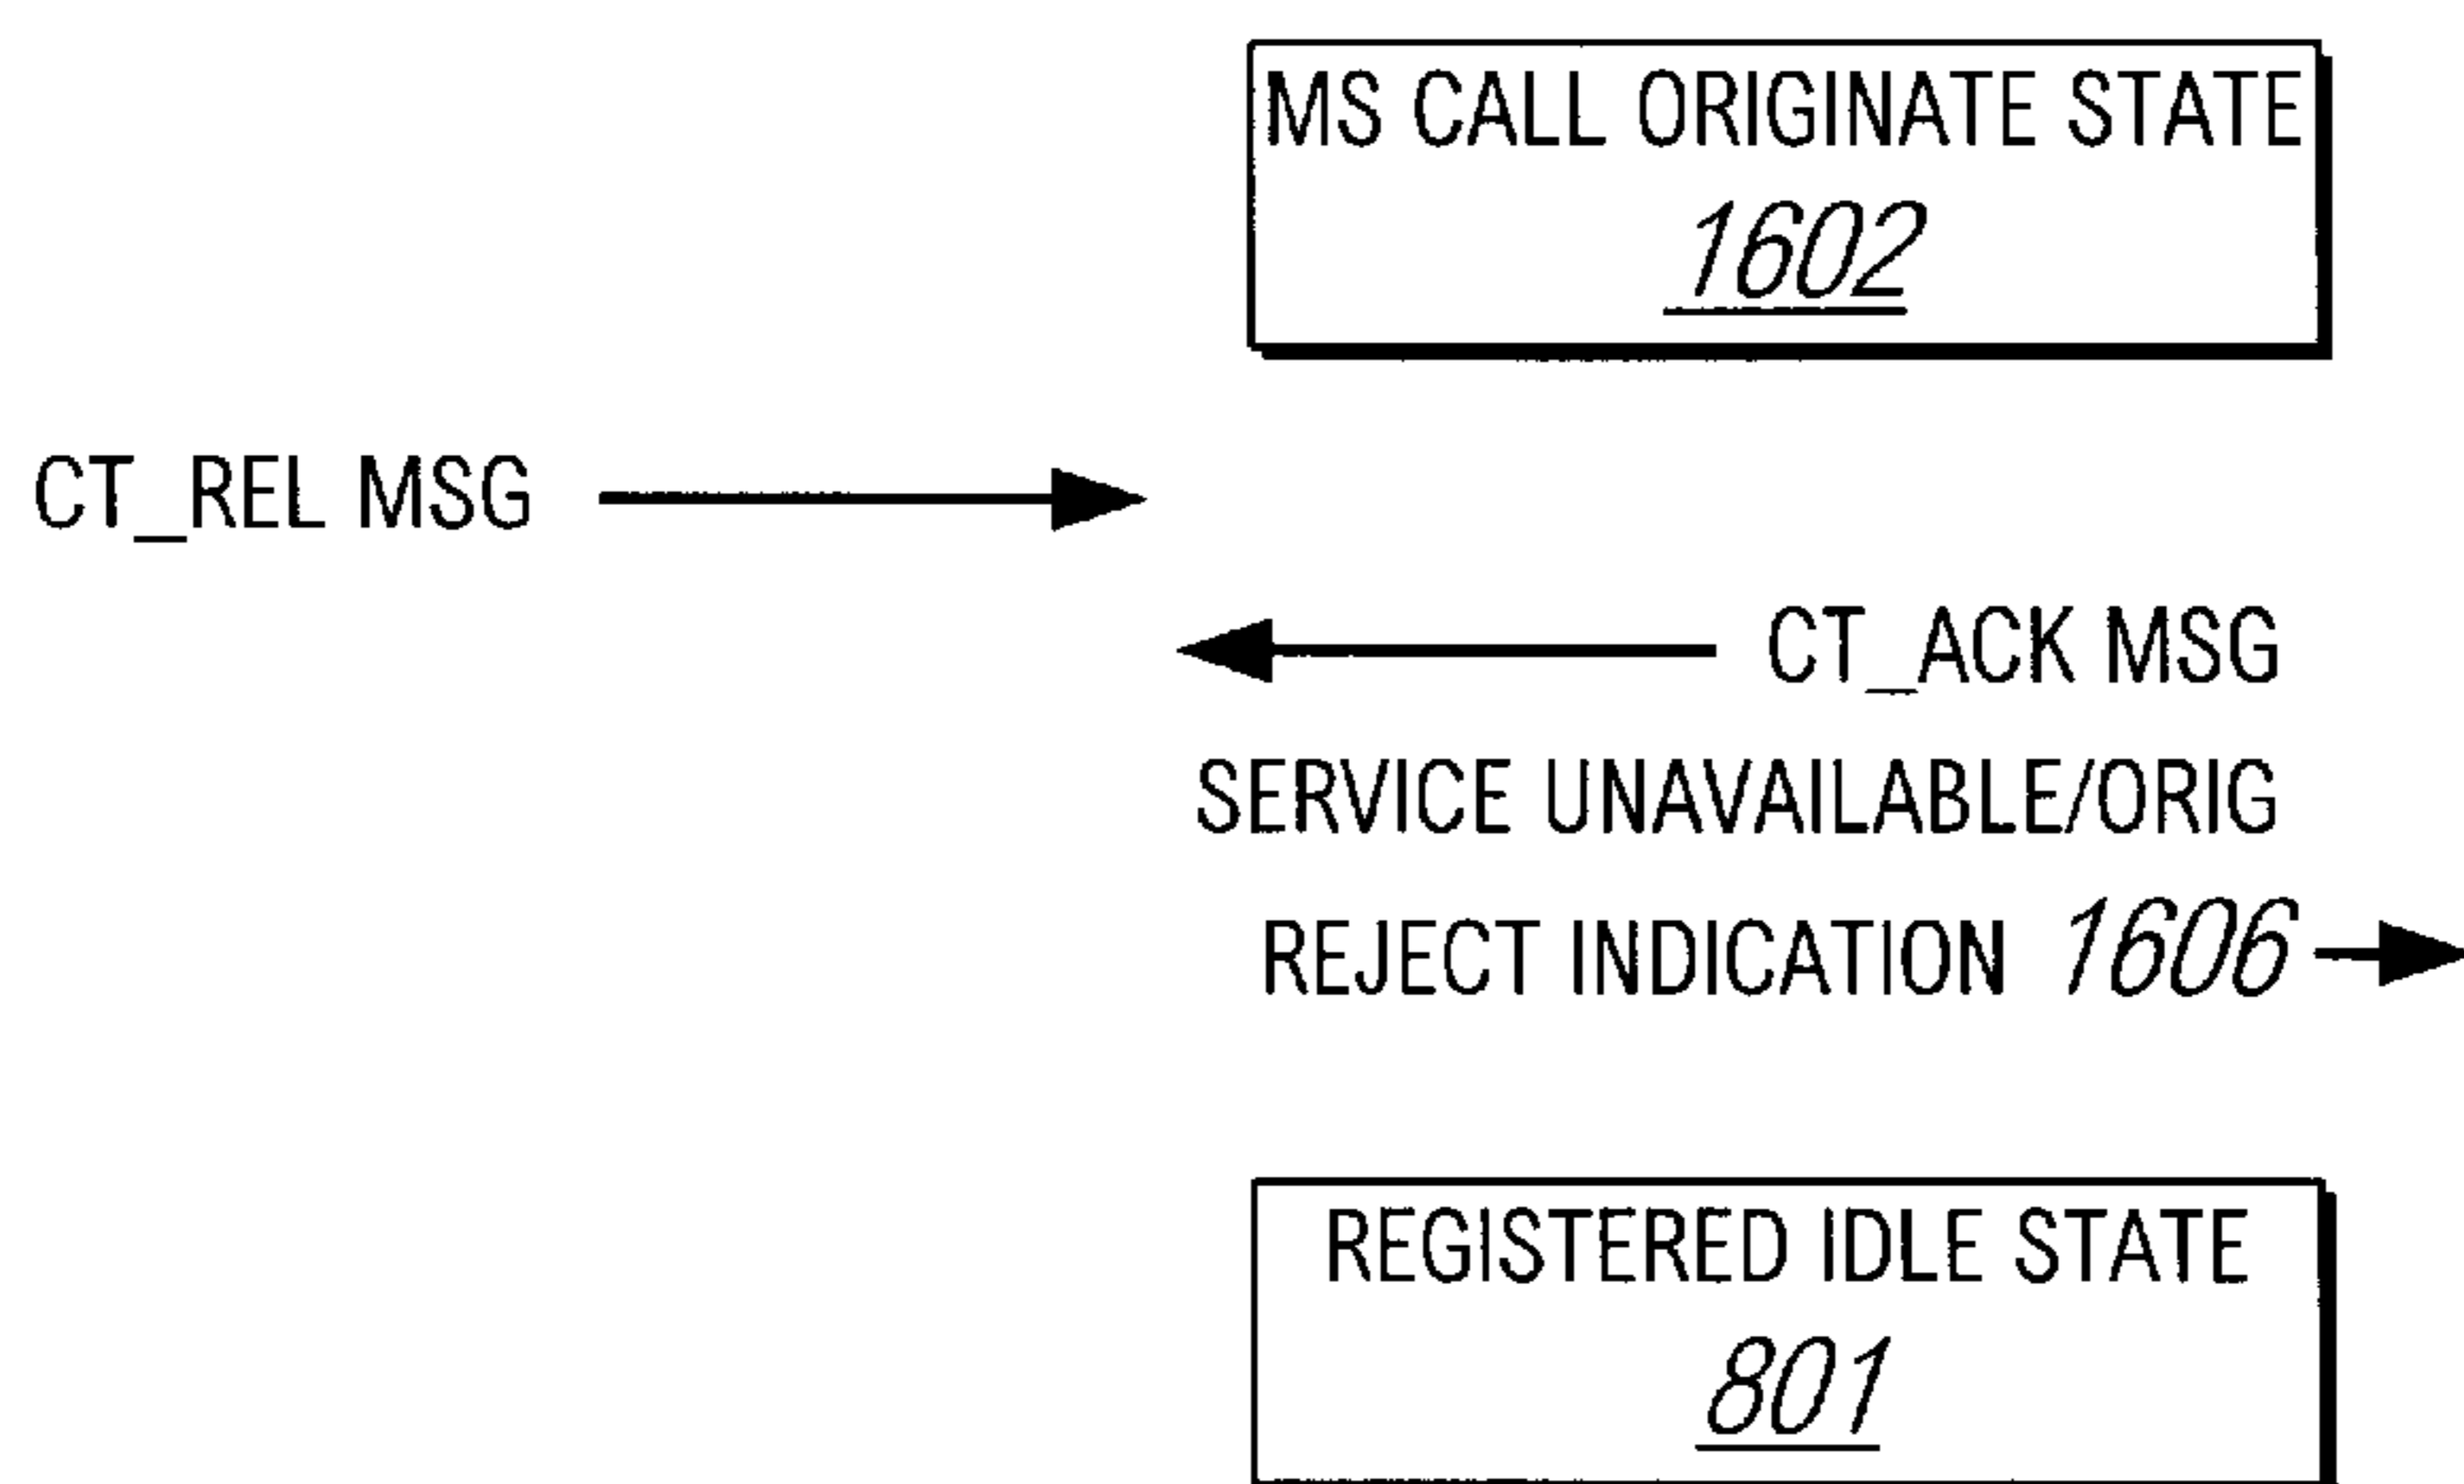 MS CALL ORIGINATE STATE
1602
CT_REL MSG
CT_ACK MSG
SERVICE UNAVAILABLE/ORIG
REJECT INDICATION 1606
REGISTERED IDLE STATE
801